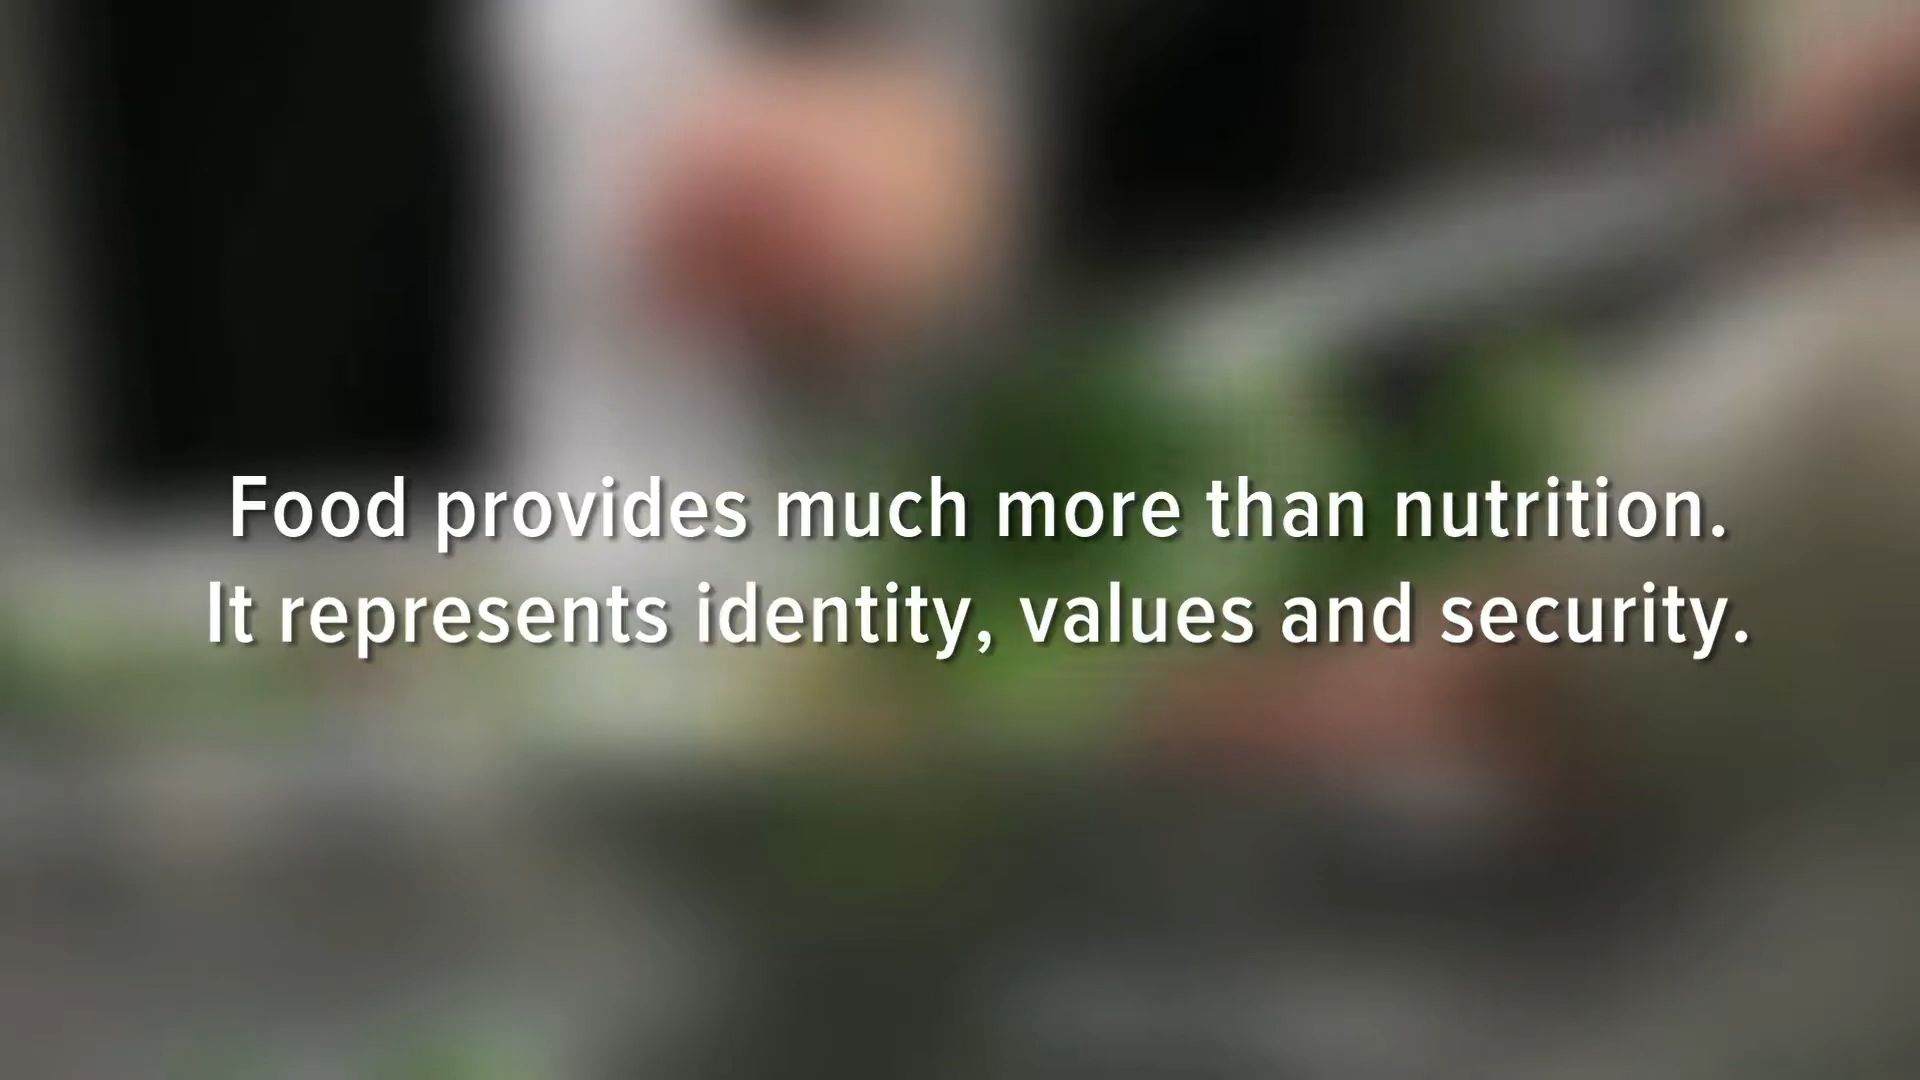 Food provides much more than nutrition.
It represents identity, values and security.